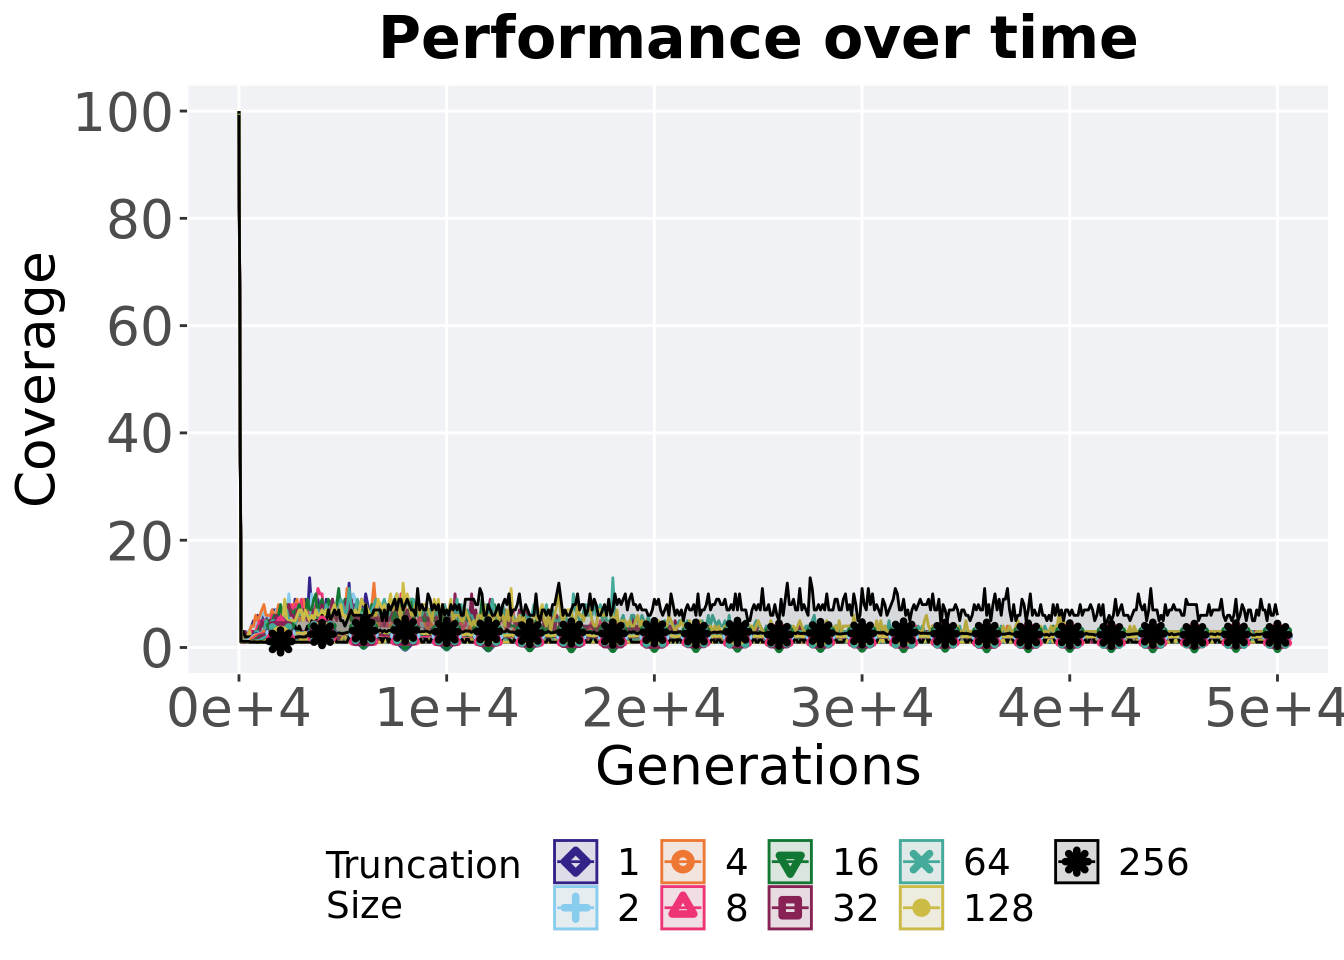 Performance over time
Coverage
100
80
60
40
20
0
0e+4 1e+4 2e+4 3e+4 4e+4 5e+4
Generations
Truncation
Size
1 4 16 64 256
2 8 32 128